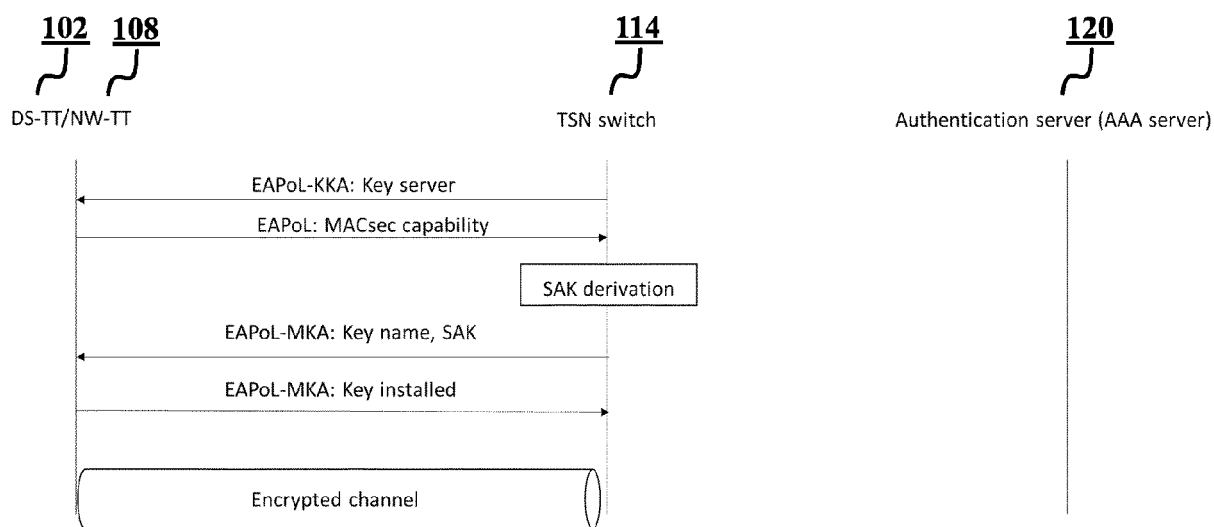 102 108 114 120
DS-TT/NW-TT TSN switch Authentication server (AAA server)
EAPoL-KKA: Key server
EAPoL: MACsec capability
SAK derivation
EAPoL-MKA: Key name, SAK
EAPoL-MKA: Key installed
Encrypted channel